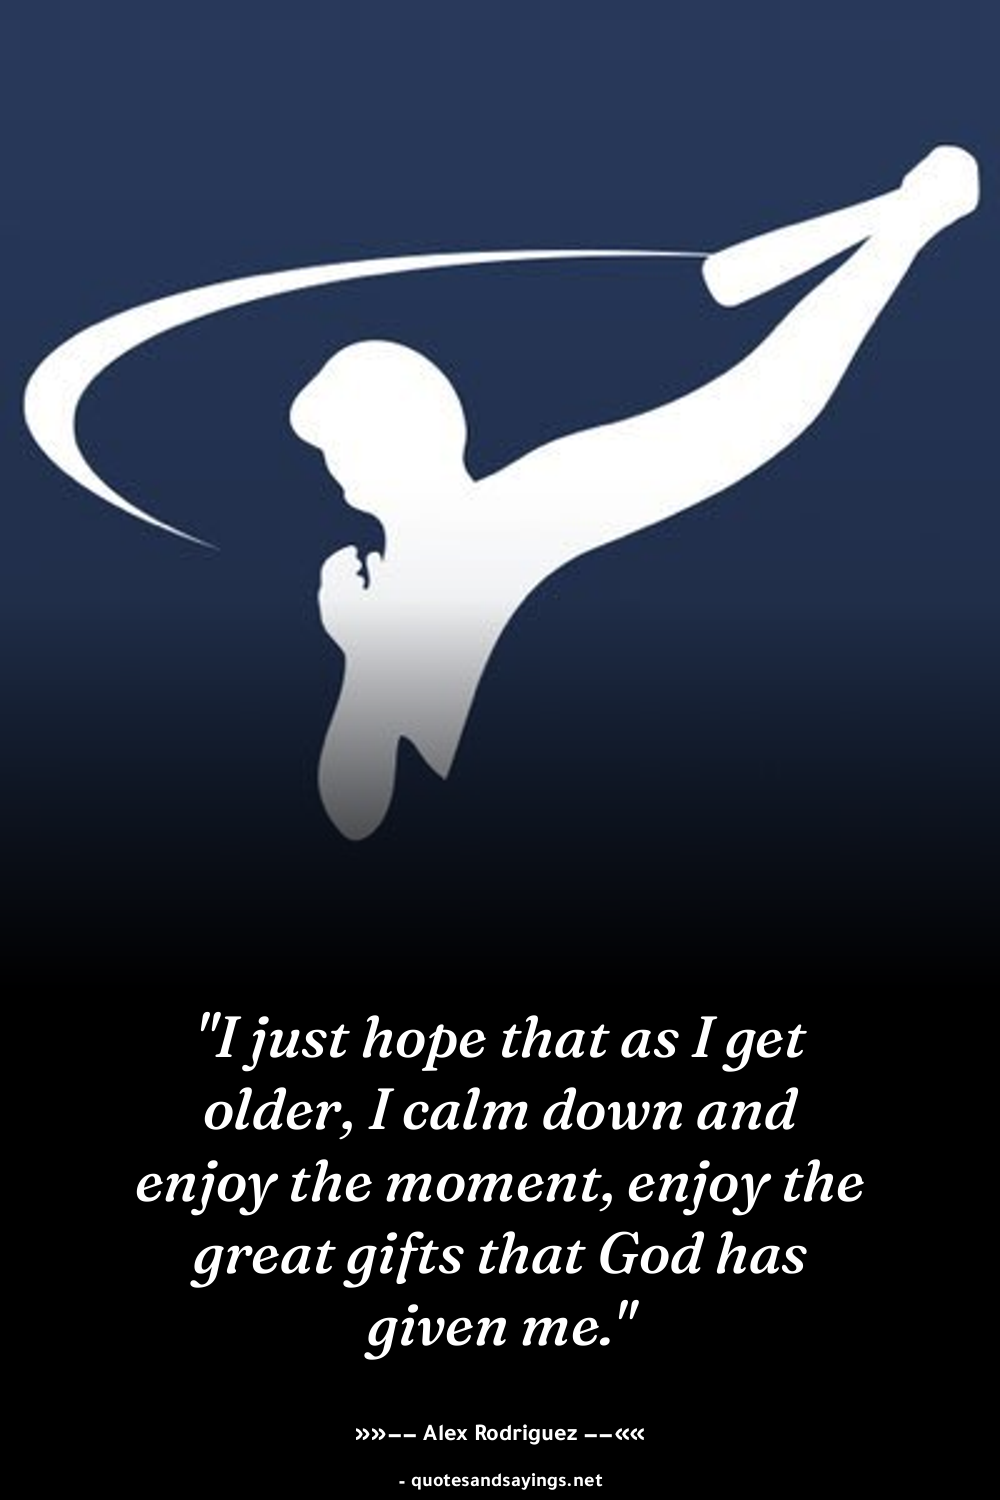 "I just hope that as I get
older, I calm down and
enjoy the moment, enjoy the
great gifts that God has
given me."
»»–– Alex Rodriguez ––««
- quotesandsayings.net